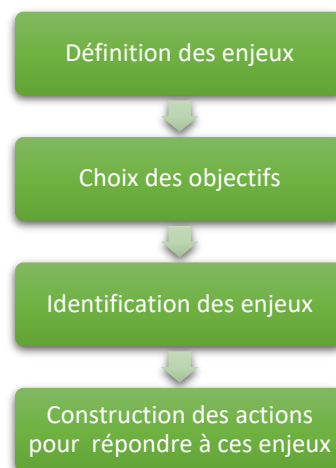 Définition des enjeux
Choix des objectifs
Identification des enjeux
Construction des actions
pour répondre à ces enjeux